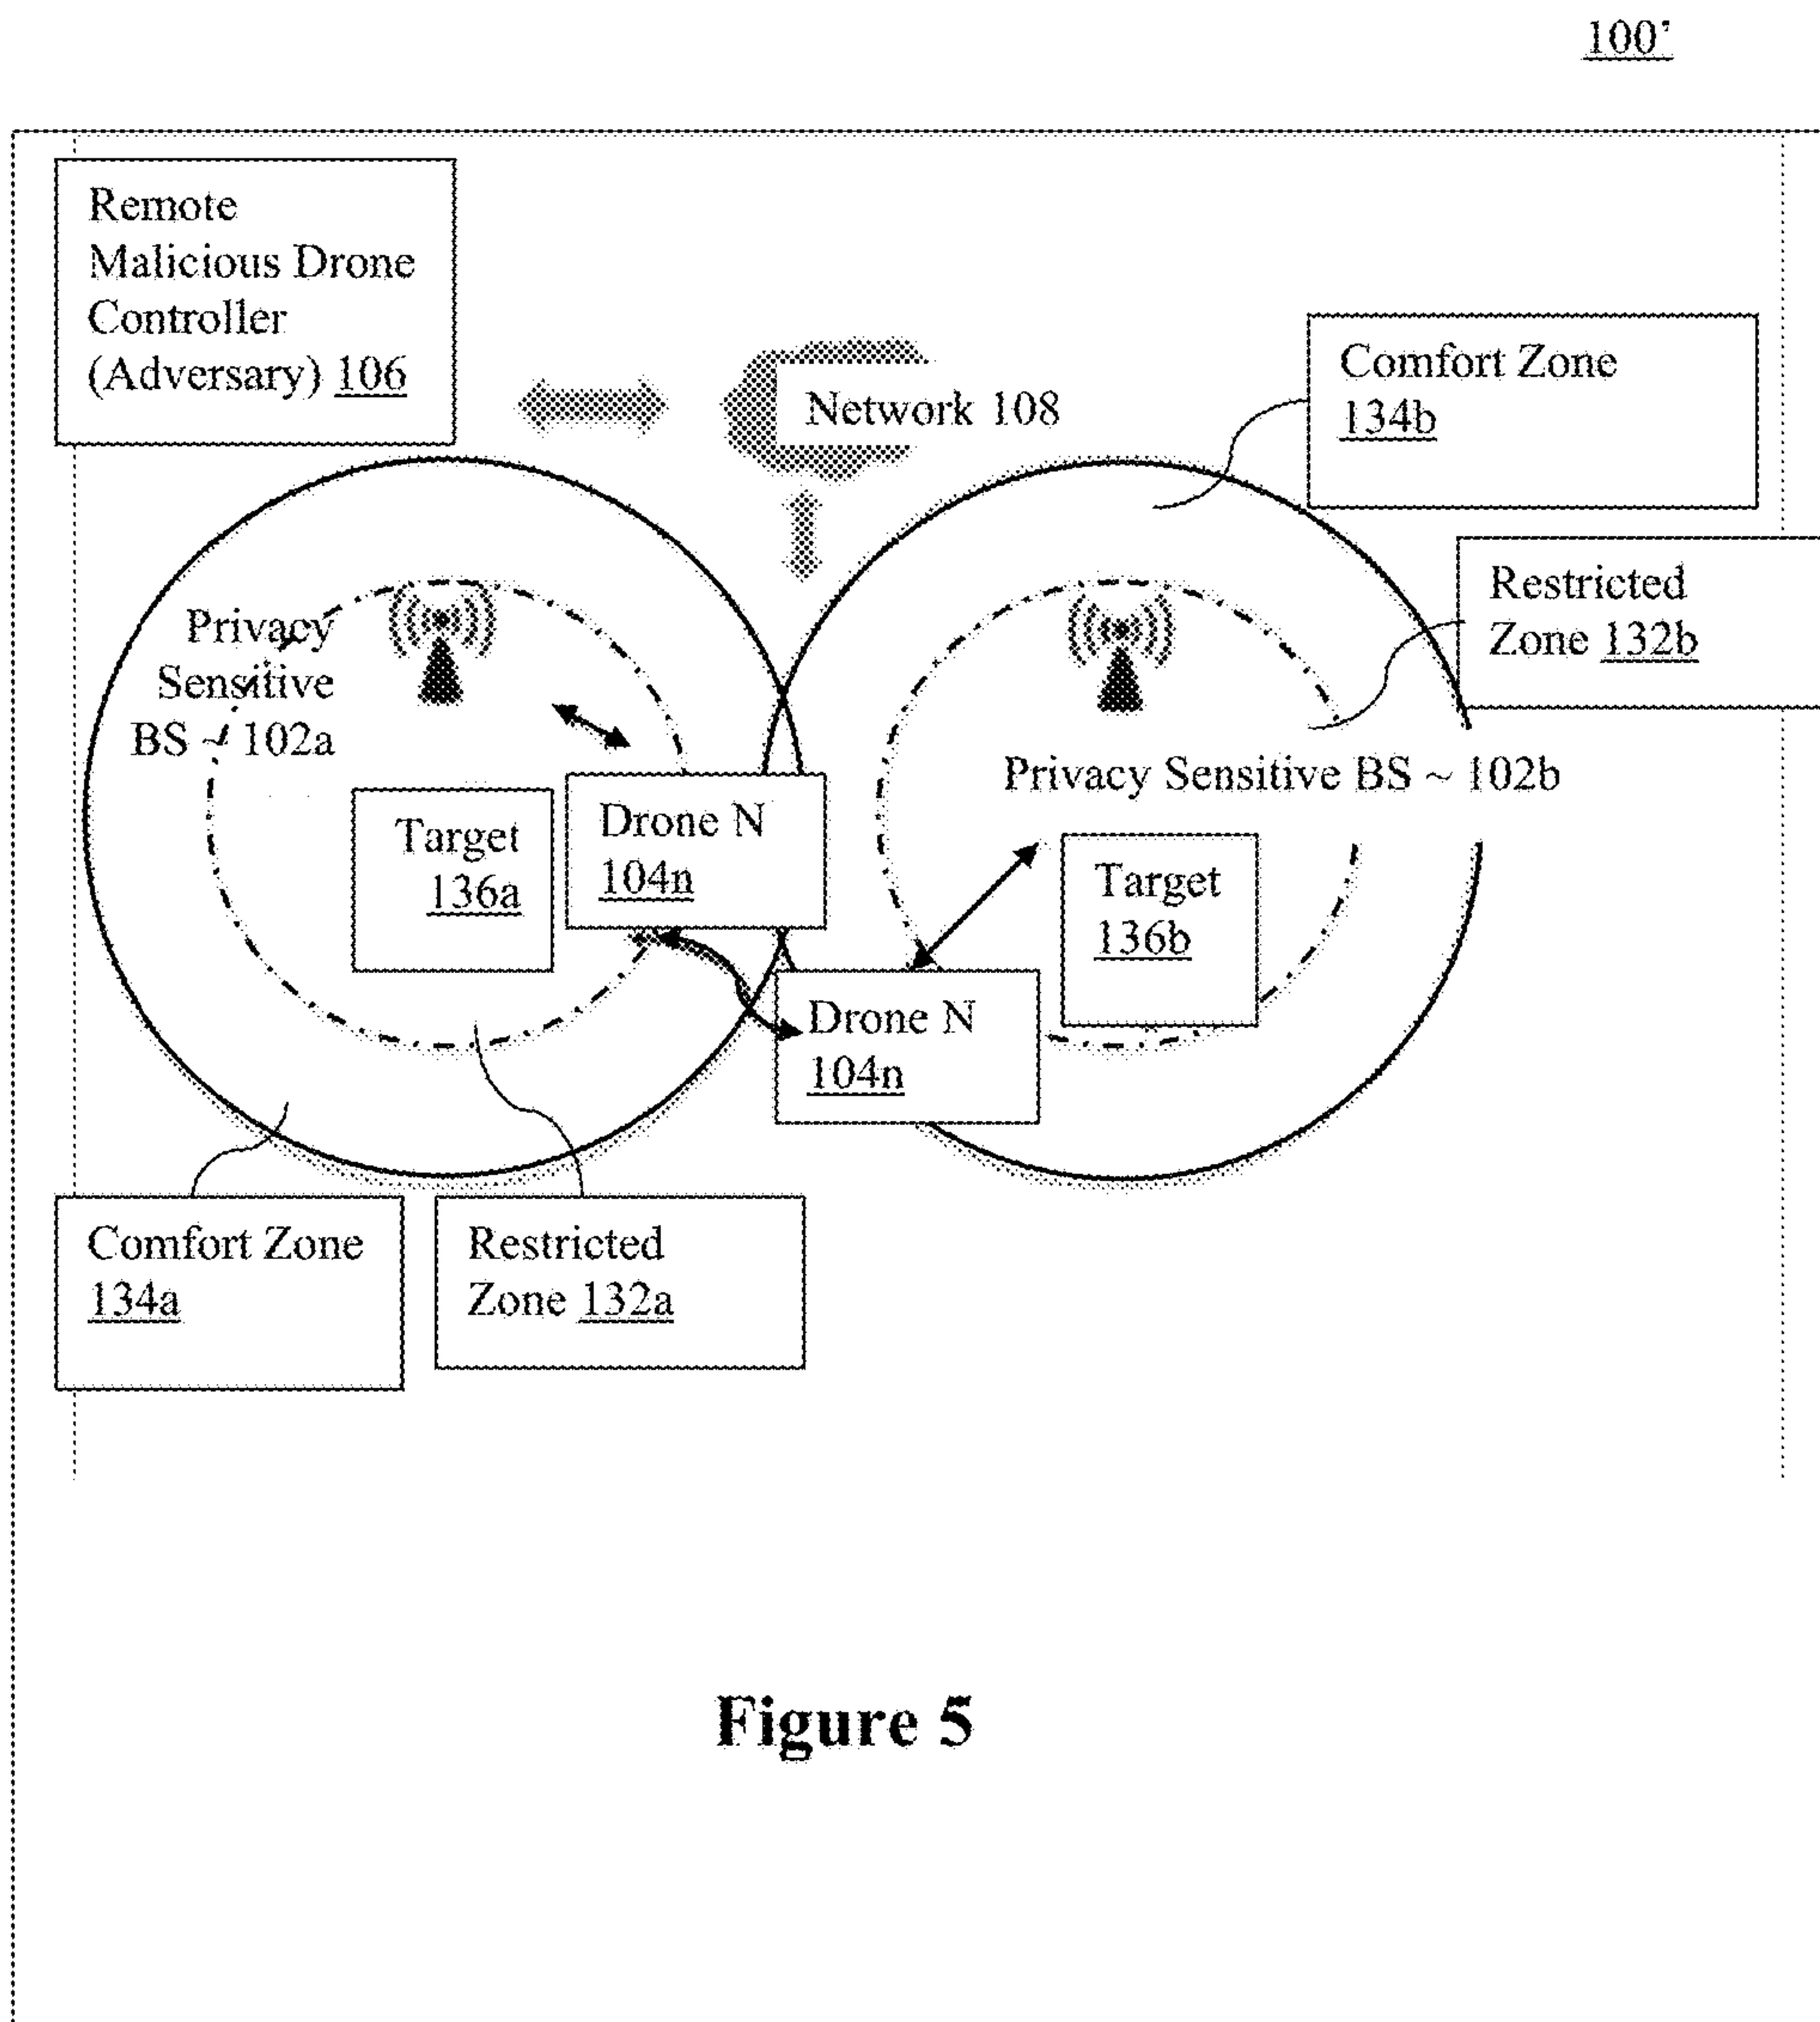 100'
Remote
Malicious Drone
Controller
(Adversary) 106
Network 108
Comfort Zone
134b
Restricted
Zone 132b
Privacy
Sensitive
BS ~ 102a
Privacy Sensitive BS ~ 102b
Target
136a
Drone N
104n
Target
136b
Drone N
104n
Comfort Zone
134a
Restricted
Zone 132a
Figure 5